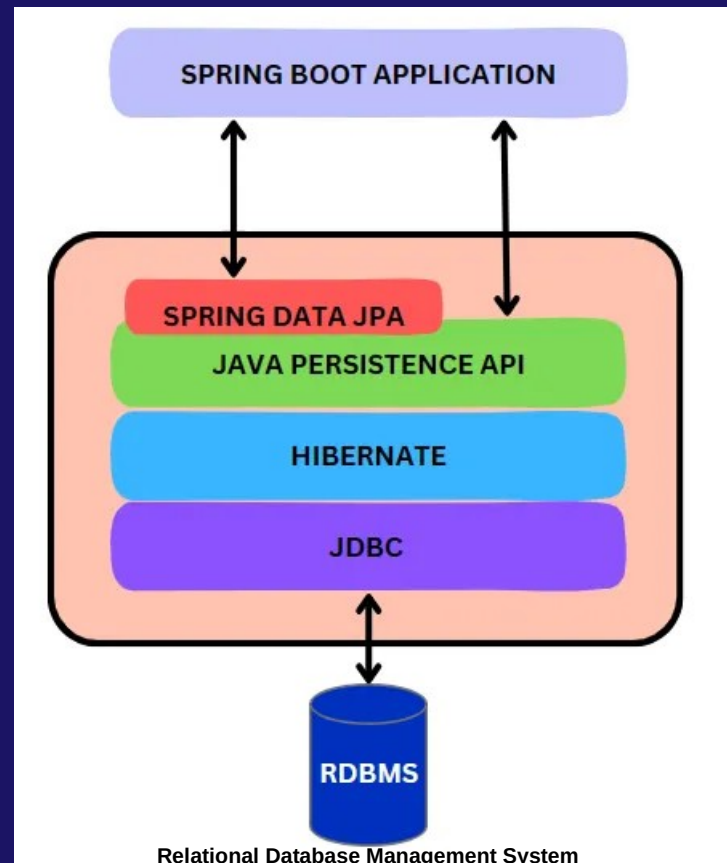 SPRING BOOT APPLICATION
SPRING DATA JPA
JAVA PERSISTENCE API
HIBERNATE
JDBC
RDBMS
Relational Database Management System